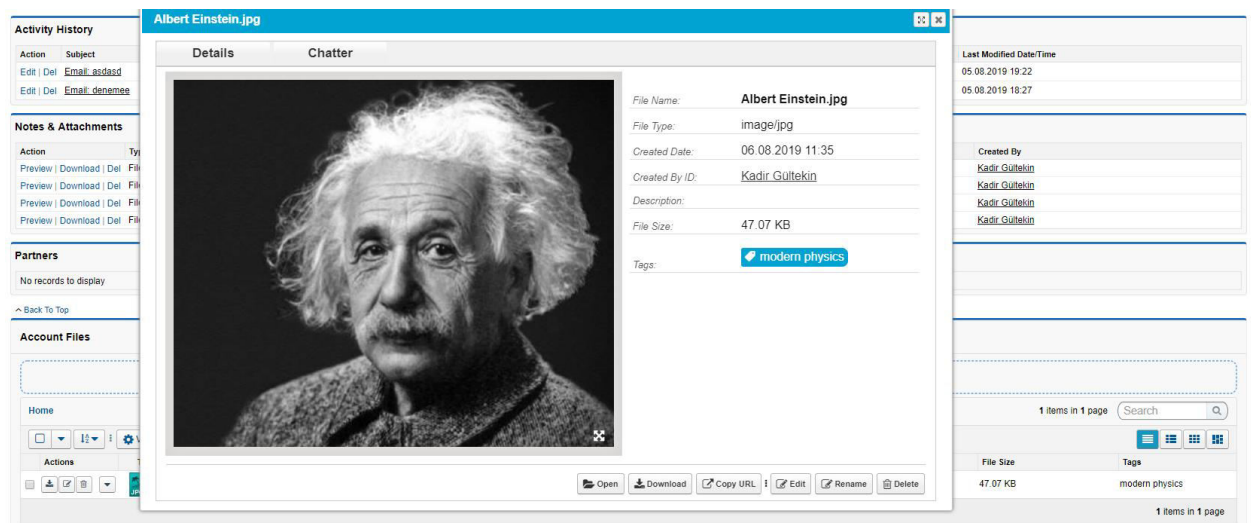 Albert Einstein.jpg
Activity History
Action Subject Last Modified Date/Time
Edit | Del Email: asdasd 05.08.2019 19:22
Edit | Del Email: denemee 05.08.2019 18:27
Details Chatter
File Name: Albert Einstein.jpg
File Type: image/jpg
Created Date: 06.08.2019 11:35
Created By ID: Kadir Gültekin
Description:
File Size: 47.07 KB
Tags: modern physics
Notes & Attachments
Action Created By
Preview | Download | Del Kadir Gültekin
Preview | Download | Del Kadir Gültekin
Preview | Download | Del Kadir Gültekin
Preview | Download | Del Kadir Gültekin
Partners
No records to display
Back To Top
Account Files
Home 1 items in 1 page Search
Actions File Size Tags
47.07 KB modern physics
1 items in 1 page
Open Download Copy URL Edit Rename Delete